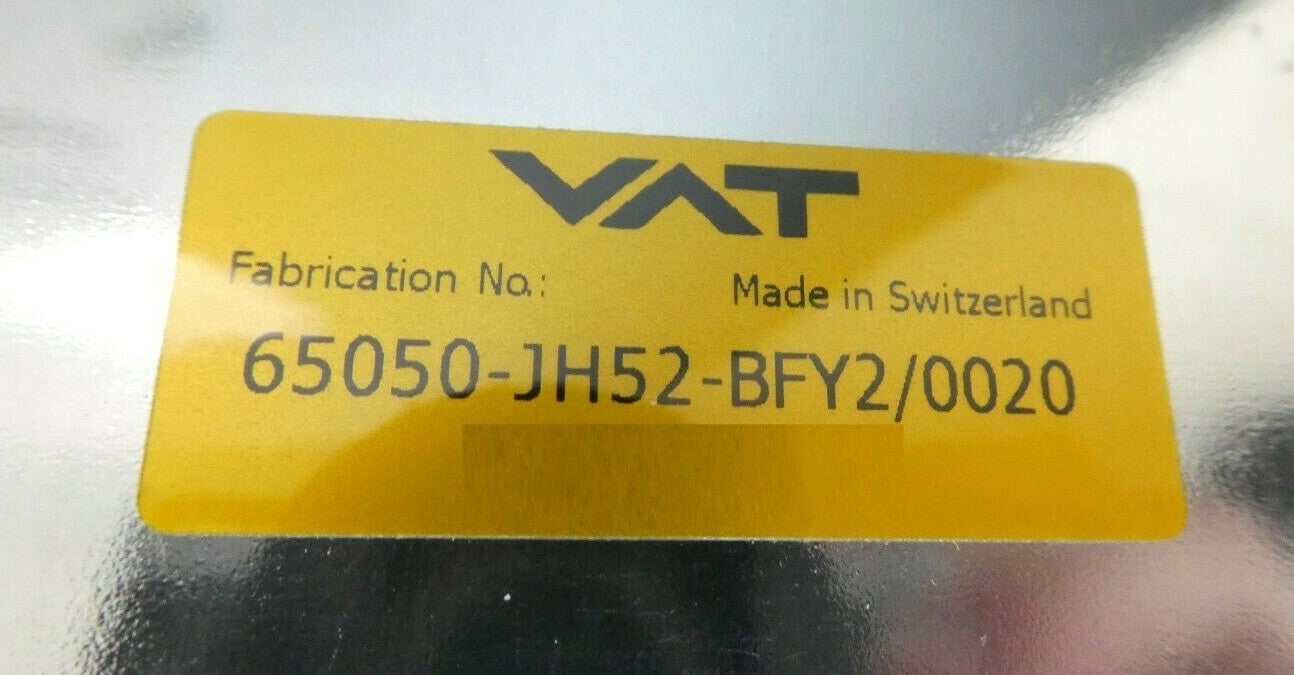 VAT
Fabrication No.: Made in Switzerland
65050-JH52-BFY2/0020